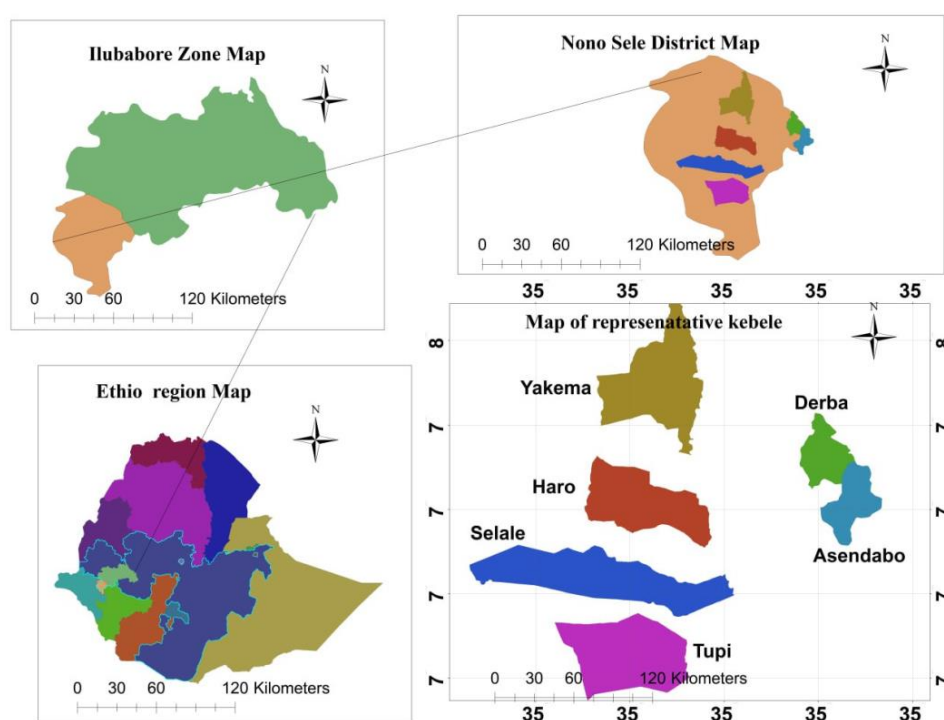 Ilubabore Zone Map
N
0 30 60 120 Kilometers
Nono Sele District Map
N
0 30 60 120 Kilometers
Ethio region Map
N
0 30 60 120 Kilometers
35 35 35 35 35
Map of represenatative kebele
N
8 8
Yakema
Derba
7 7
Haro
7 7
Selale
Asendabo
7 7
Tupi
7 7
0 30 60 120 Kilometers
35 35 35 35 35